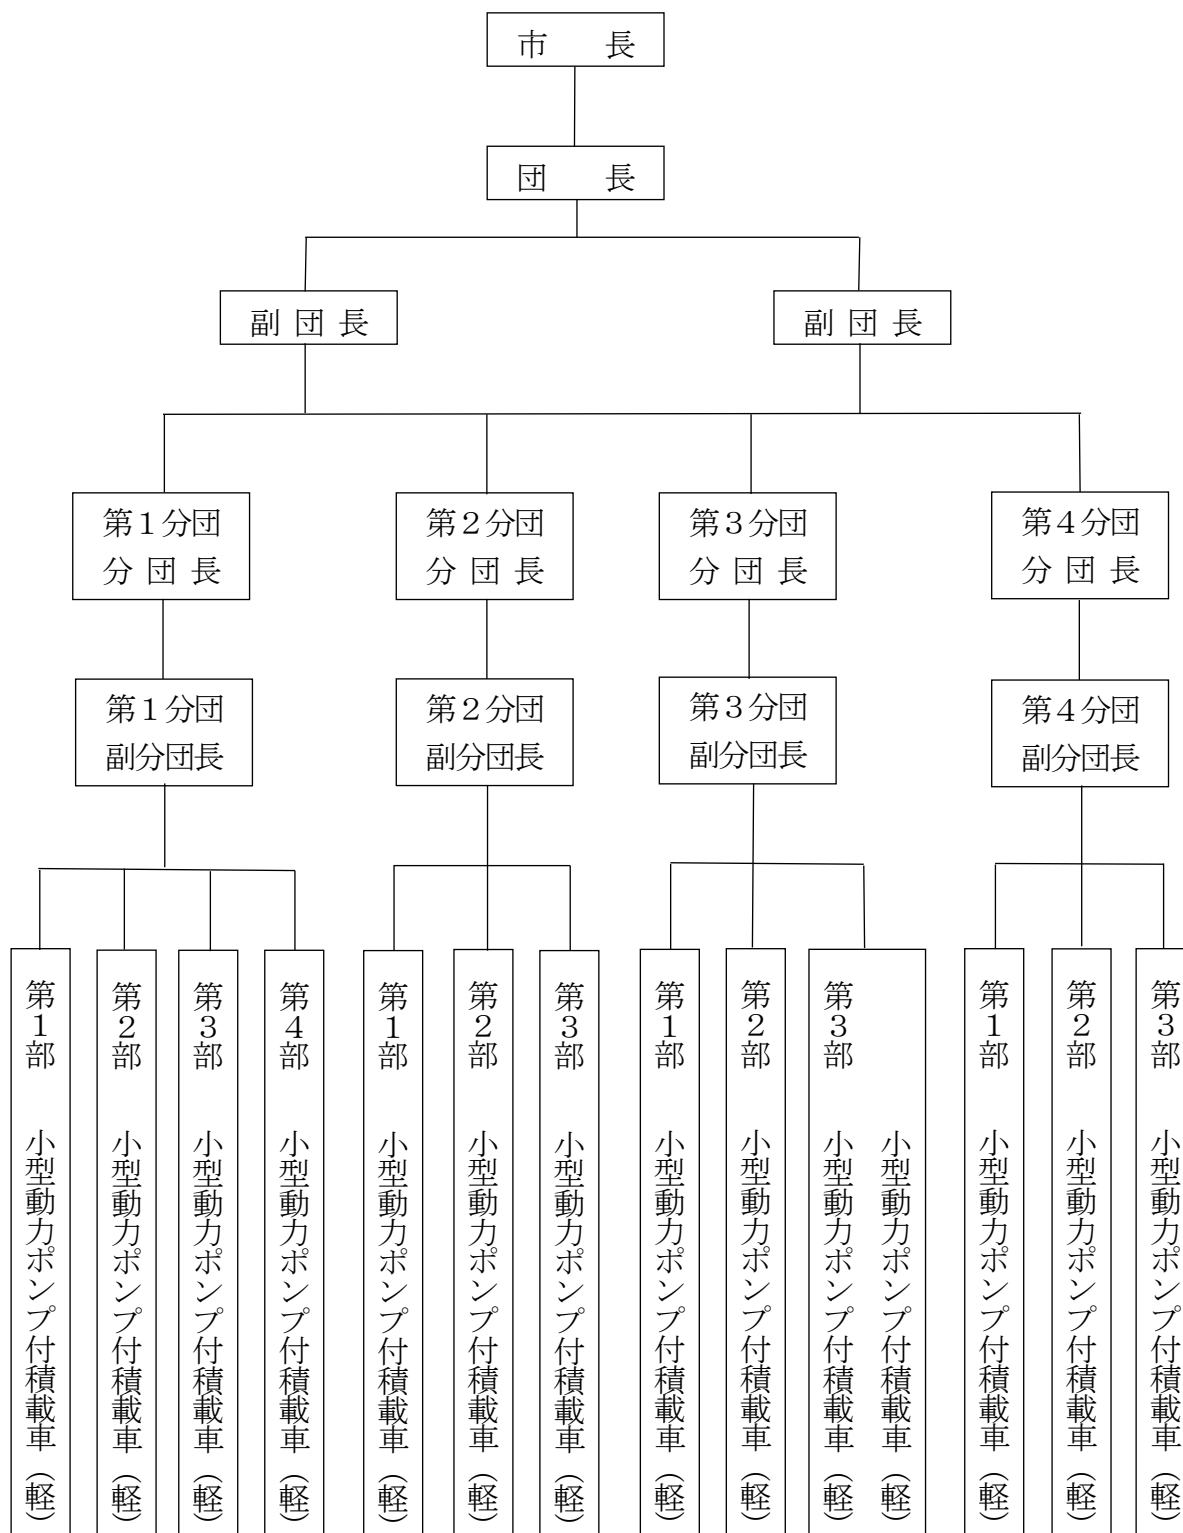 市　長
団　長
副 団 長
副 団 長
第１分団
分 団 長
第２分団
分 団 長
第３分団
分 団 長
第４分団
分 団 長
第１分団
副分団長
第２分団
副分団長
第３分団
副分団長
第４分団
副分団長
第１部　小型動力ポンプ付積載車（軽）
第２部　小型動力ポンプ付積載車（軽）
第３部　小型動力ポンプ付積載車（軽）
第４部　小型動力ポンプ付積載車（軽）
第１部　小型動力ポンプ付積載車（軽）
第２部　小型動力ポンプ付積載車（軽）
第３部　小型動力ポンプ付積載車（軽）
第１部　小型動力ポンプ付積載車（軽）
第２部　小型動力ポンプ付積載車（軽）
第３部　小型動力ポンプ付積載車（軽）
小型動力ポンプ付積載車（軽）
第１部　小型動力ポンプ付積載車（軽）
第２部　小型動力ポンプ付積載車（軽）
第３部　小型動力ポンプ付積載車（軽）